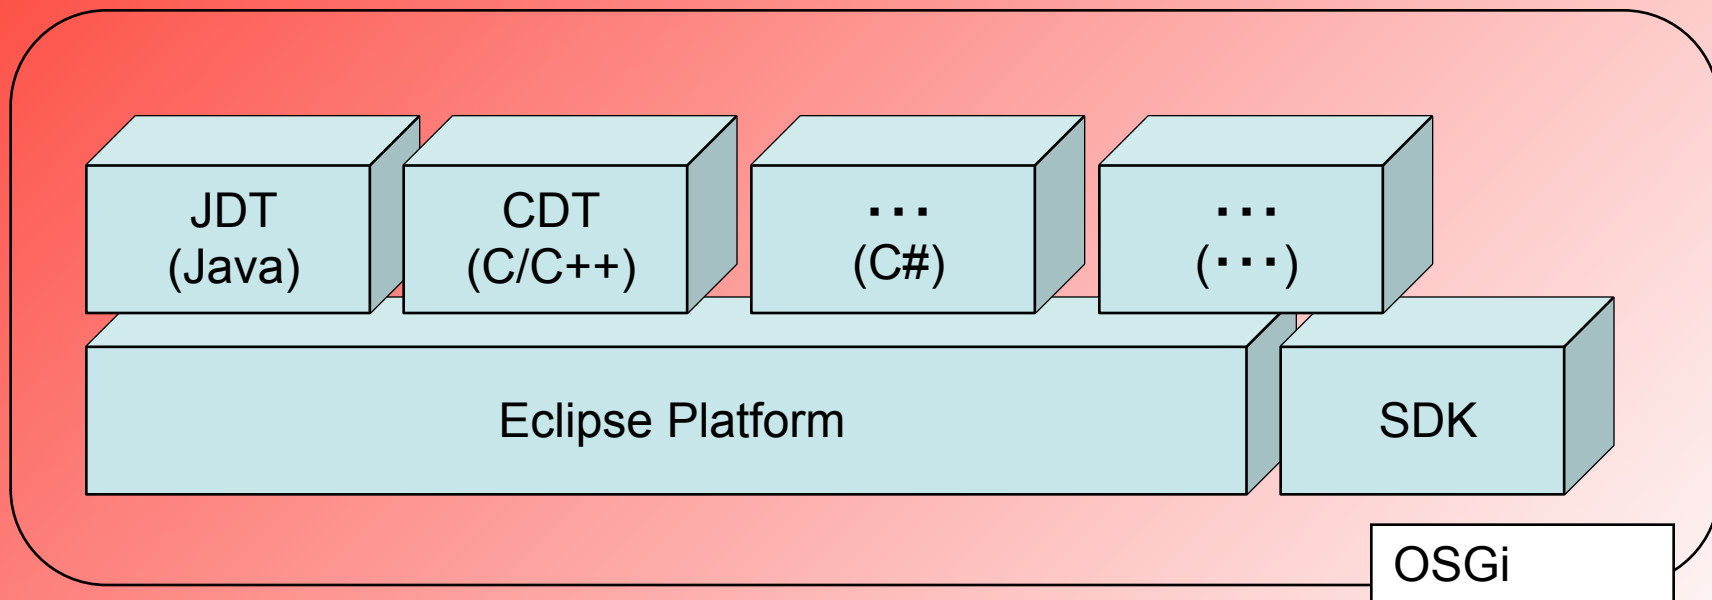 JDT
(Java)
CDT
(C/C++)
⋯
(C#)
⋯
(⋯)
Eclipse Platform
SDK
OSGi